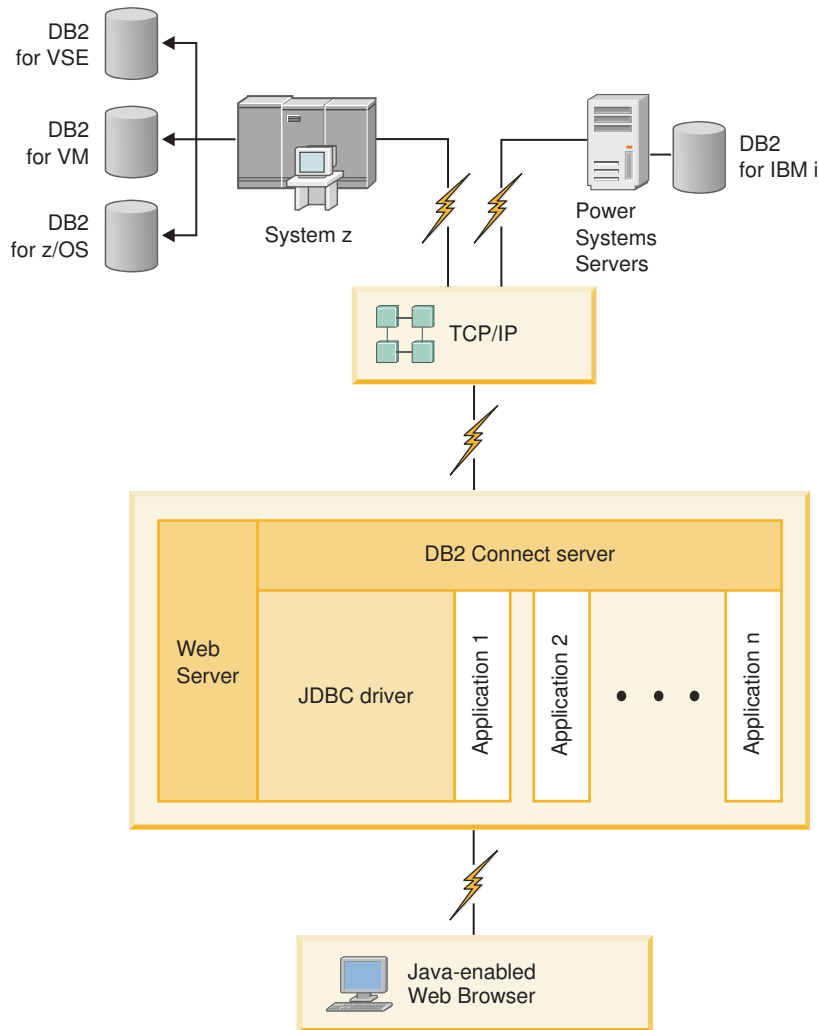 DB2
for VSE
DB2
for VM
DB2
for z/OS
System z
Power
Systems
Servers
DB2
for IBM i
TCP/IP
DB2 Connect server
Web
Server
JDBC driver
Application 1
Application 2
Application n
Java-enabled
Web Browser